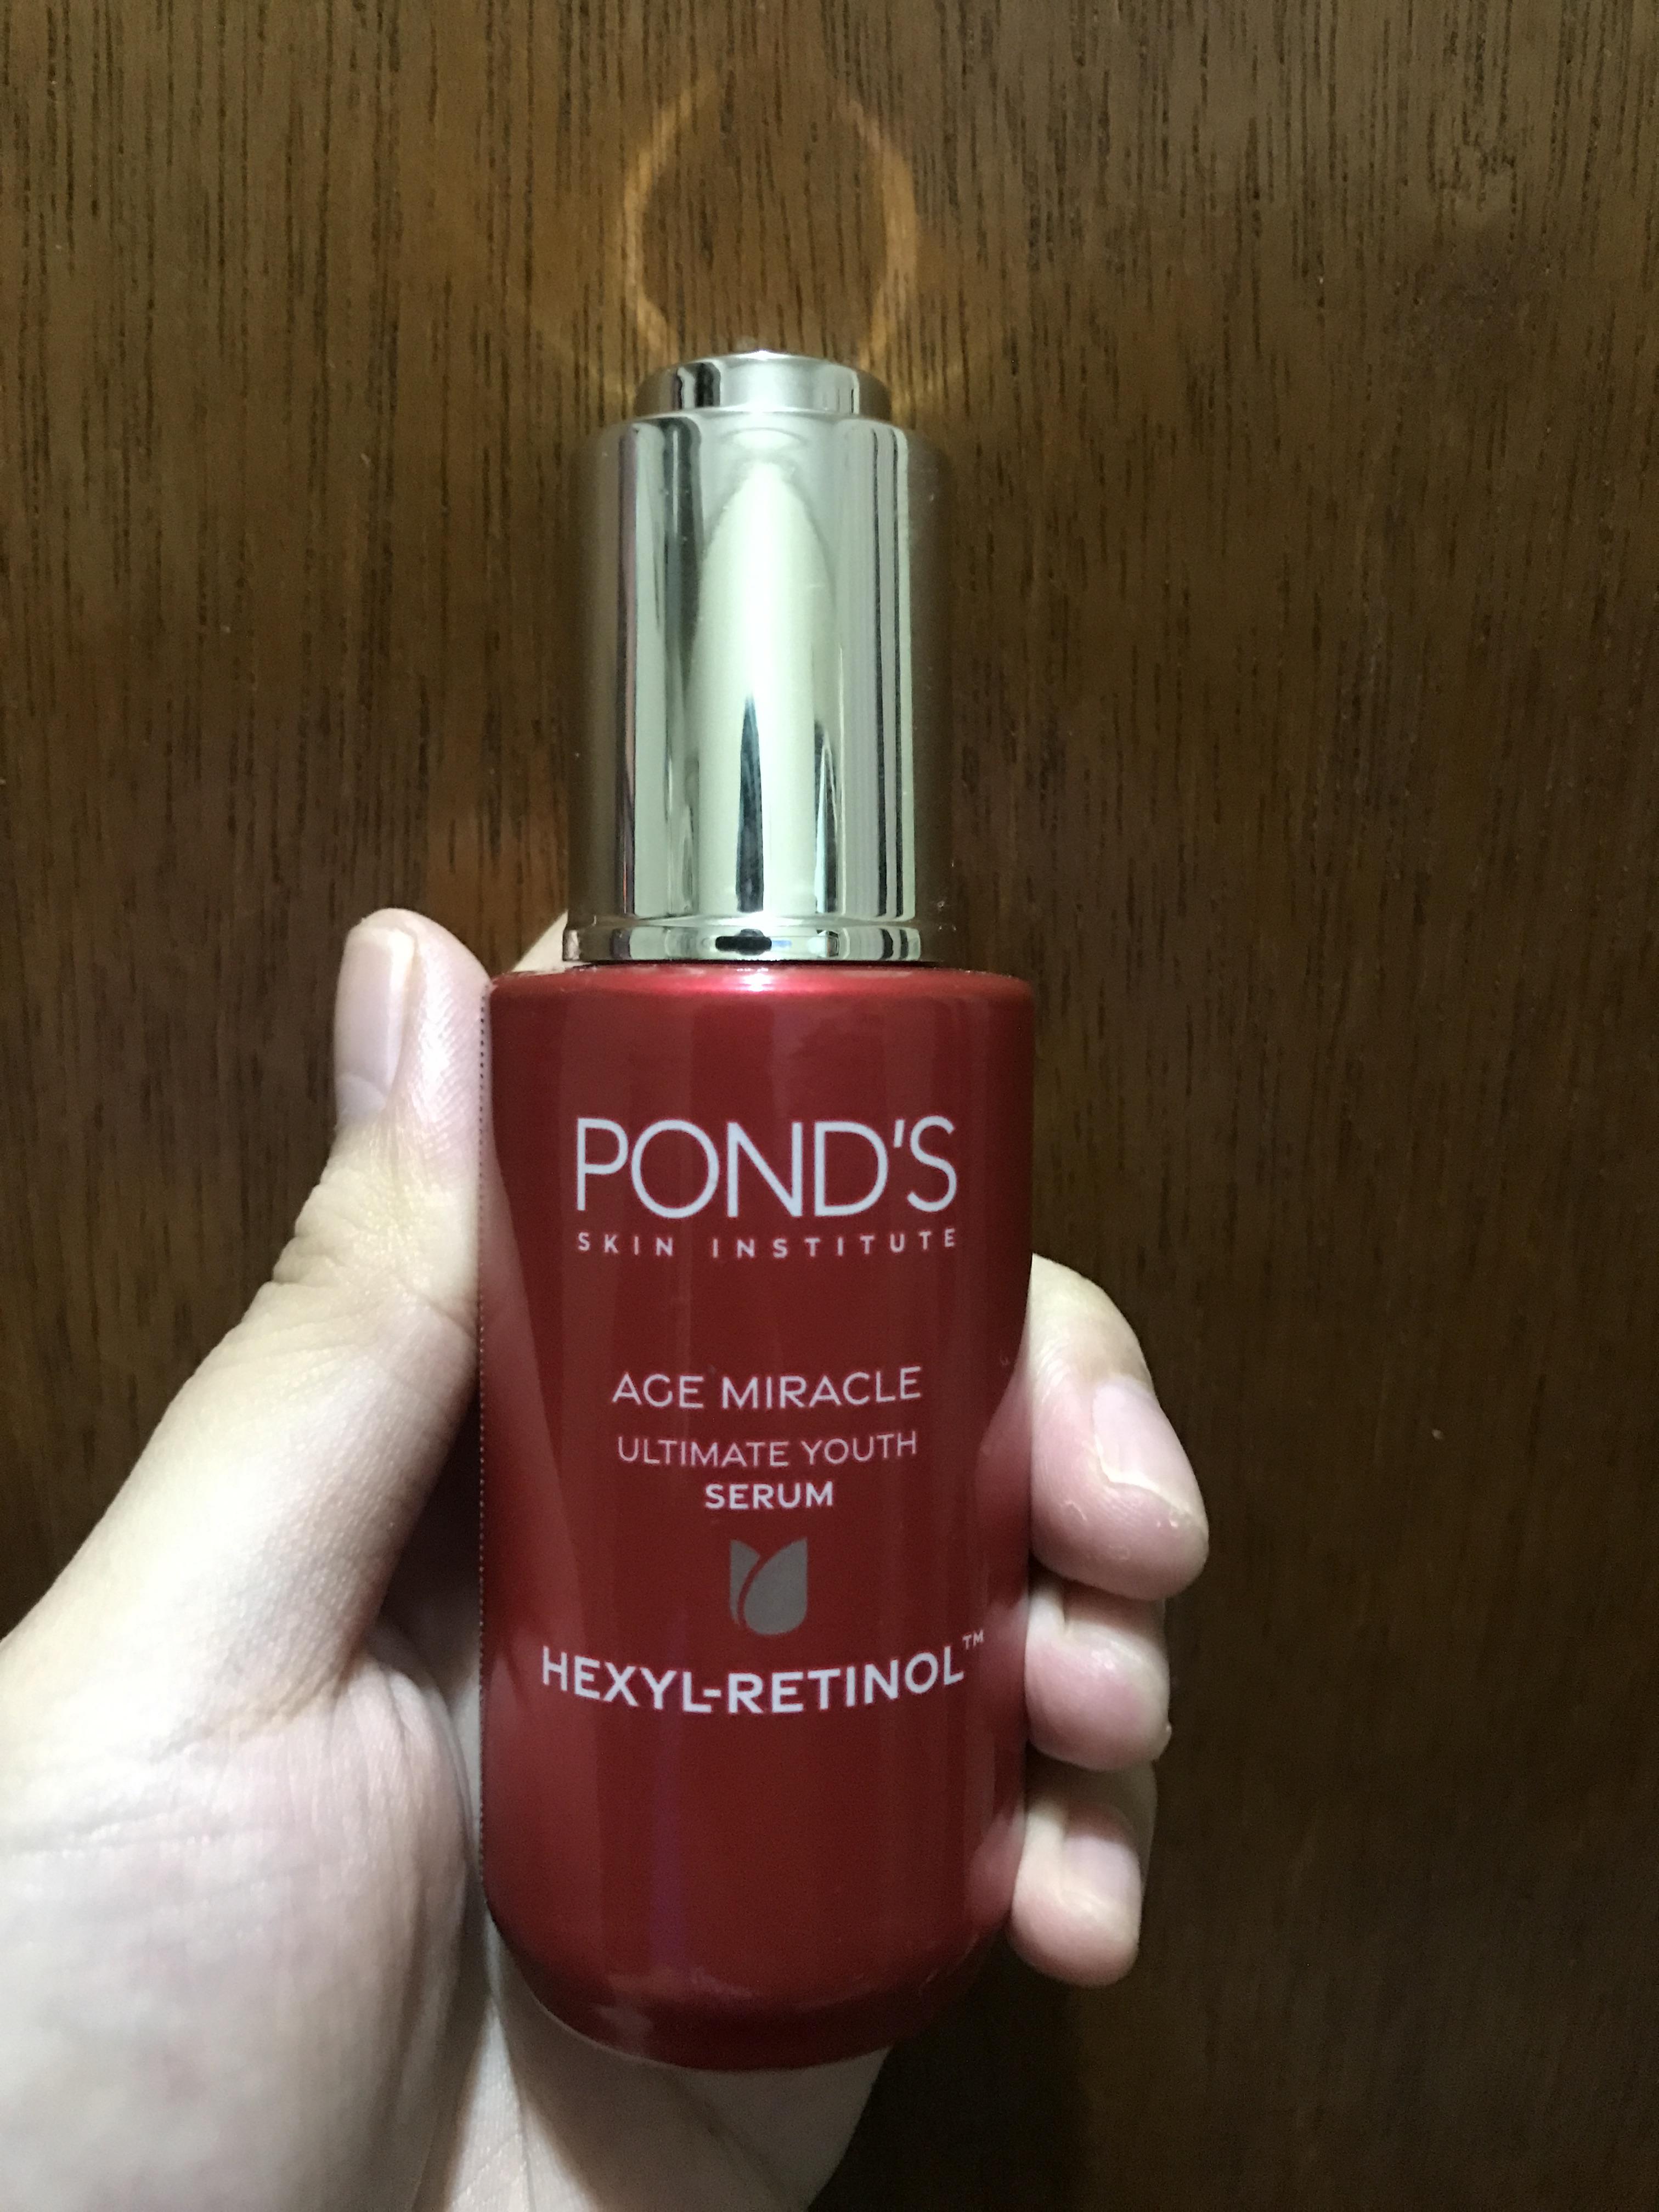 POND'S
SKIN INSTITUTE
AGE MIRACLE
ULTIMATE YOUTH
SERUM
HEXYL-RETINOL™